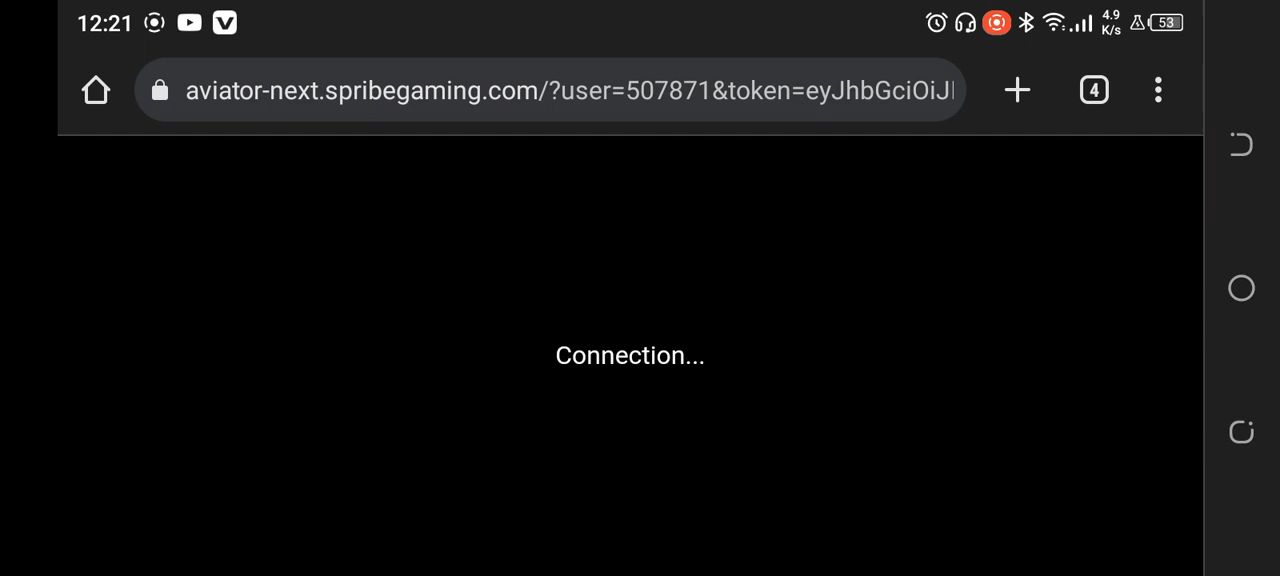 12:21
4.9
K/s
53
aviator-next.spribegaming.com/?user=507871&token=eyJhbGciOiJ
4
Connection...